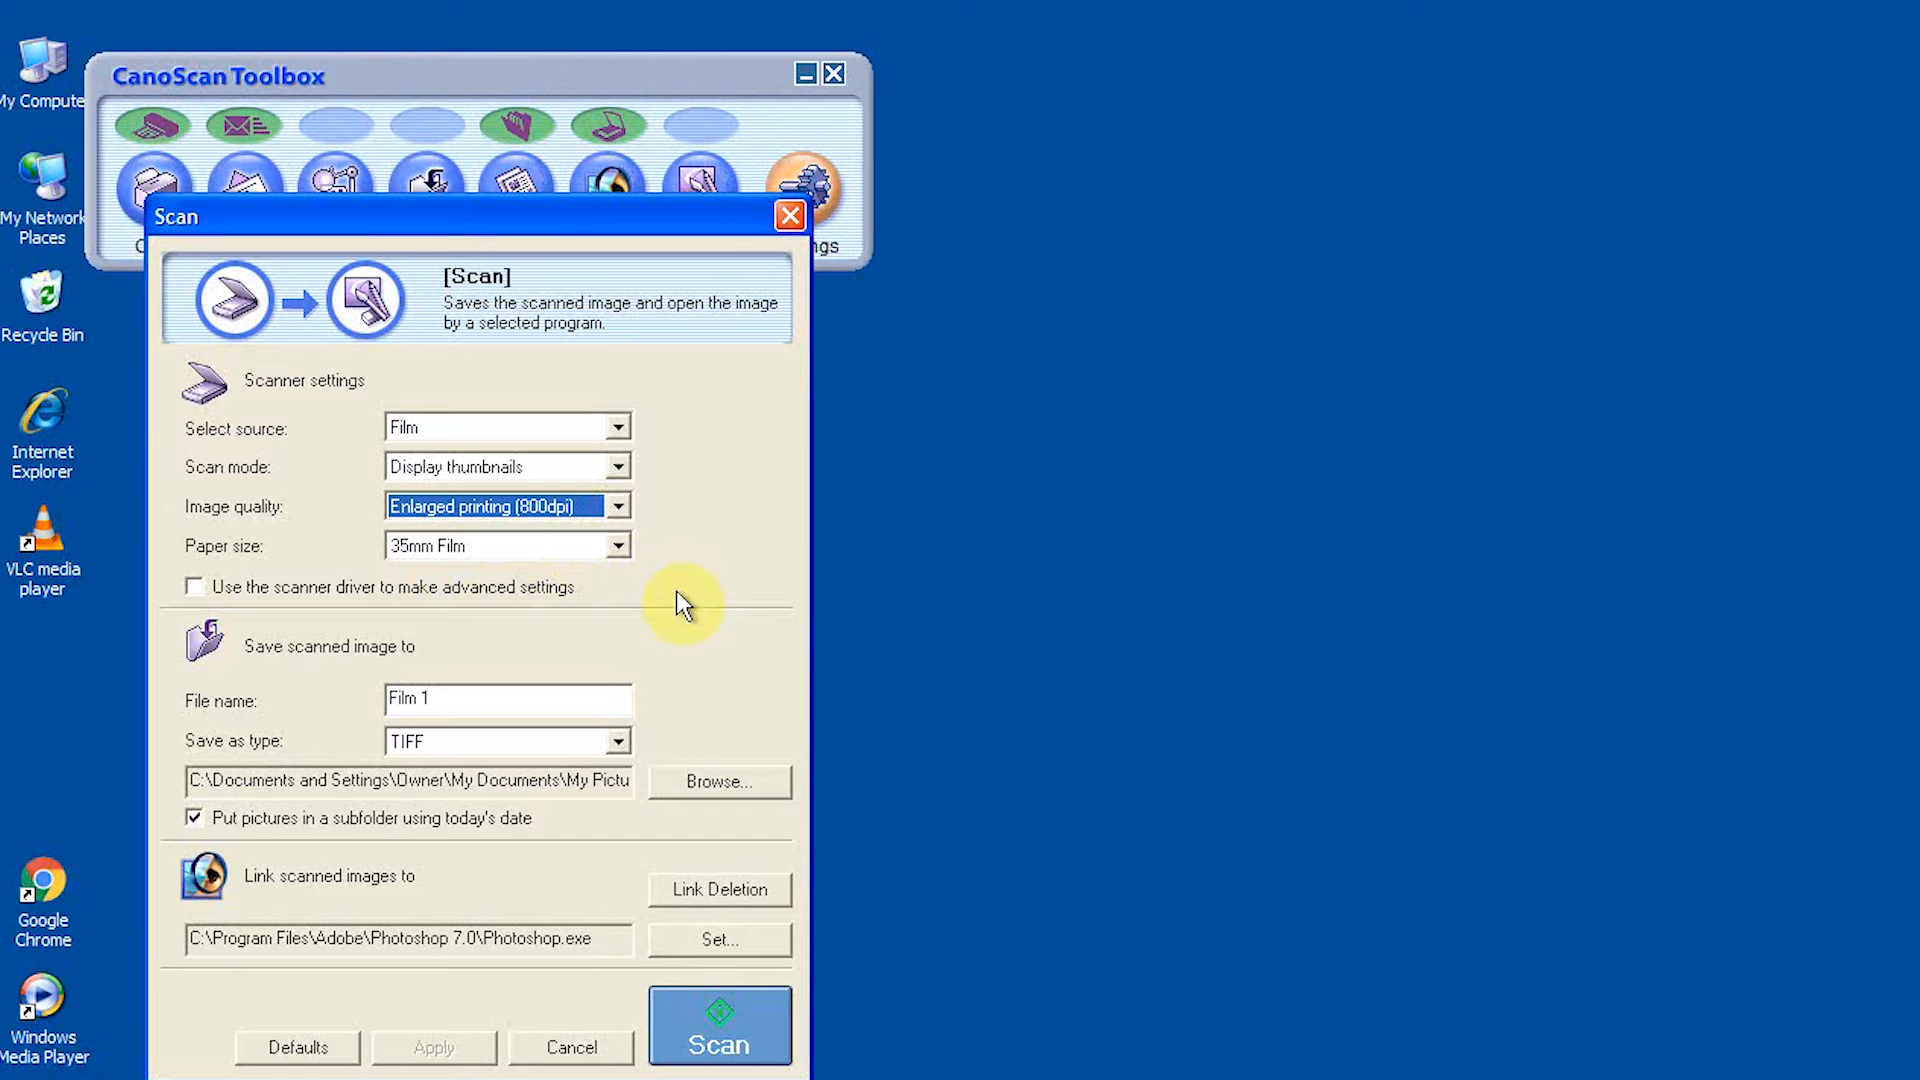 My Compute
My Network
Places
Recycle Bin
Internet
Explorer
VLC media
player
Google
Chrome
Windows
Media Player
CanoScan Toolbox
C
ngs
Scan
[Scan]
Saves the scanned image and open the image
by a selected program.
Scanner settings
Select source:
Film
Scan mode:
Display thumbnails
Image quality:
Enlarged printing (800dpi)
Paper size:
35mm Film
Use the scanner driver to make advanced settings
Save scanned image to
File name:
Film 1
Save as type:
TIFF
C:\Documents and Settings\Owner\My Documents\My Pictu
Browse...
Put pictures in a subfolder using today's date
Link scanned images to
Link Deletion
C:\Program Files\Adobe\Photoshop 7.0\Photoshop.exe
Set...
Defaults
Apply
Cancel
Scan